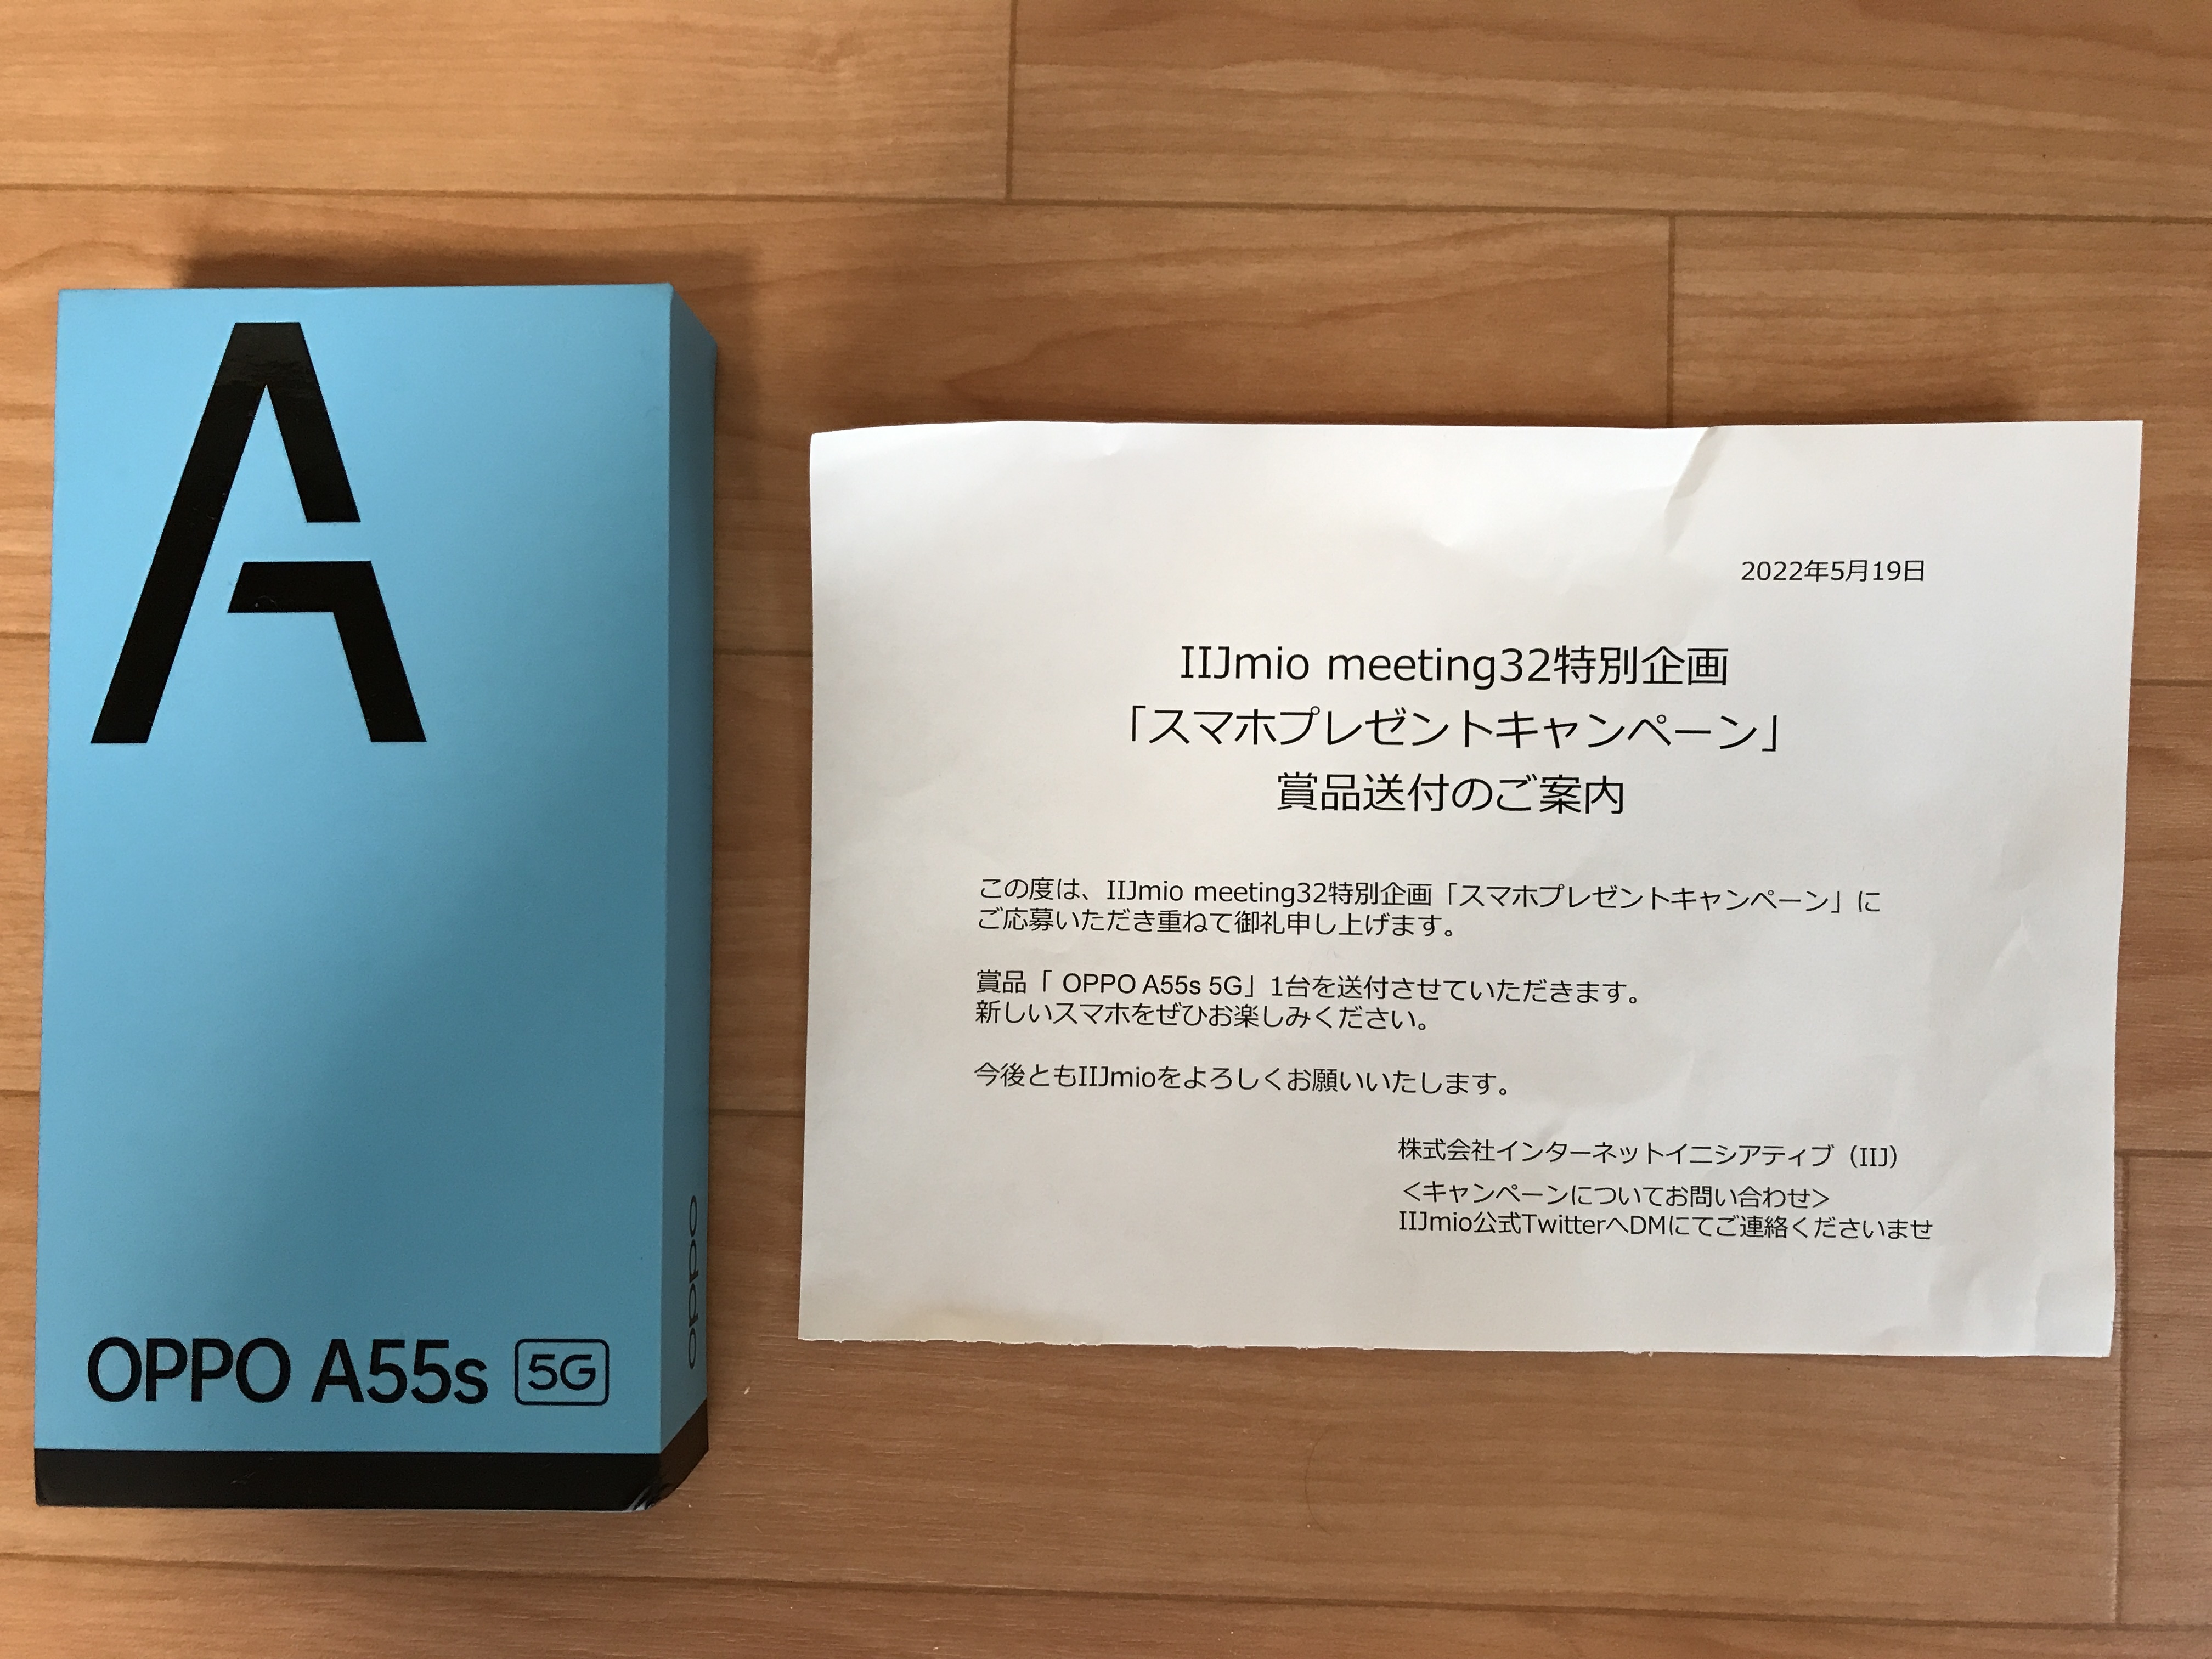 A
OPPO A55s 5G
oppo
2022年5月19日
IIJmio meeting32特別企画
「スマホプレゼントキャンペーン」
賞品送付のご案内
この度は、IIJmio meeting32特別企画「スマホプレゼントキャンペーン」に
ご応募いただき重ねて御礼申し上げます。
賞品「 OPPO A55s 5G」1台を送付させていただきます。
新しいスマホをぜひお楽しみください。
今後ともIIJmioをよろしくお願いいたします。
株式会社インターネットイニシアティブ（IIJ）
＜キャンペーンについてお問い合わせ＞
IIJmio公式TwitterへDMにてご連絡くださいませ